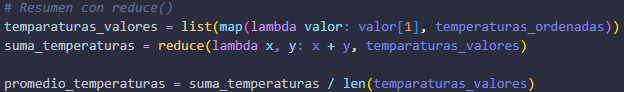 # Resumen con reduce()
temparaturas_valores = list(map(lambda valor: valor[1], temperaturas_ordenadas))
suma_temperaturas = reduce(lambda x, y: x + y, temparaturas_valores)
promedio_temperaturas = suma_temperaturas / len(temparaturas_valores)